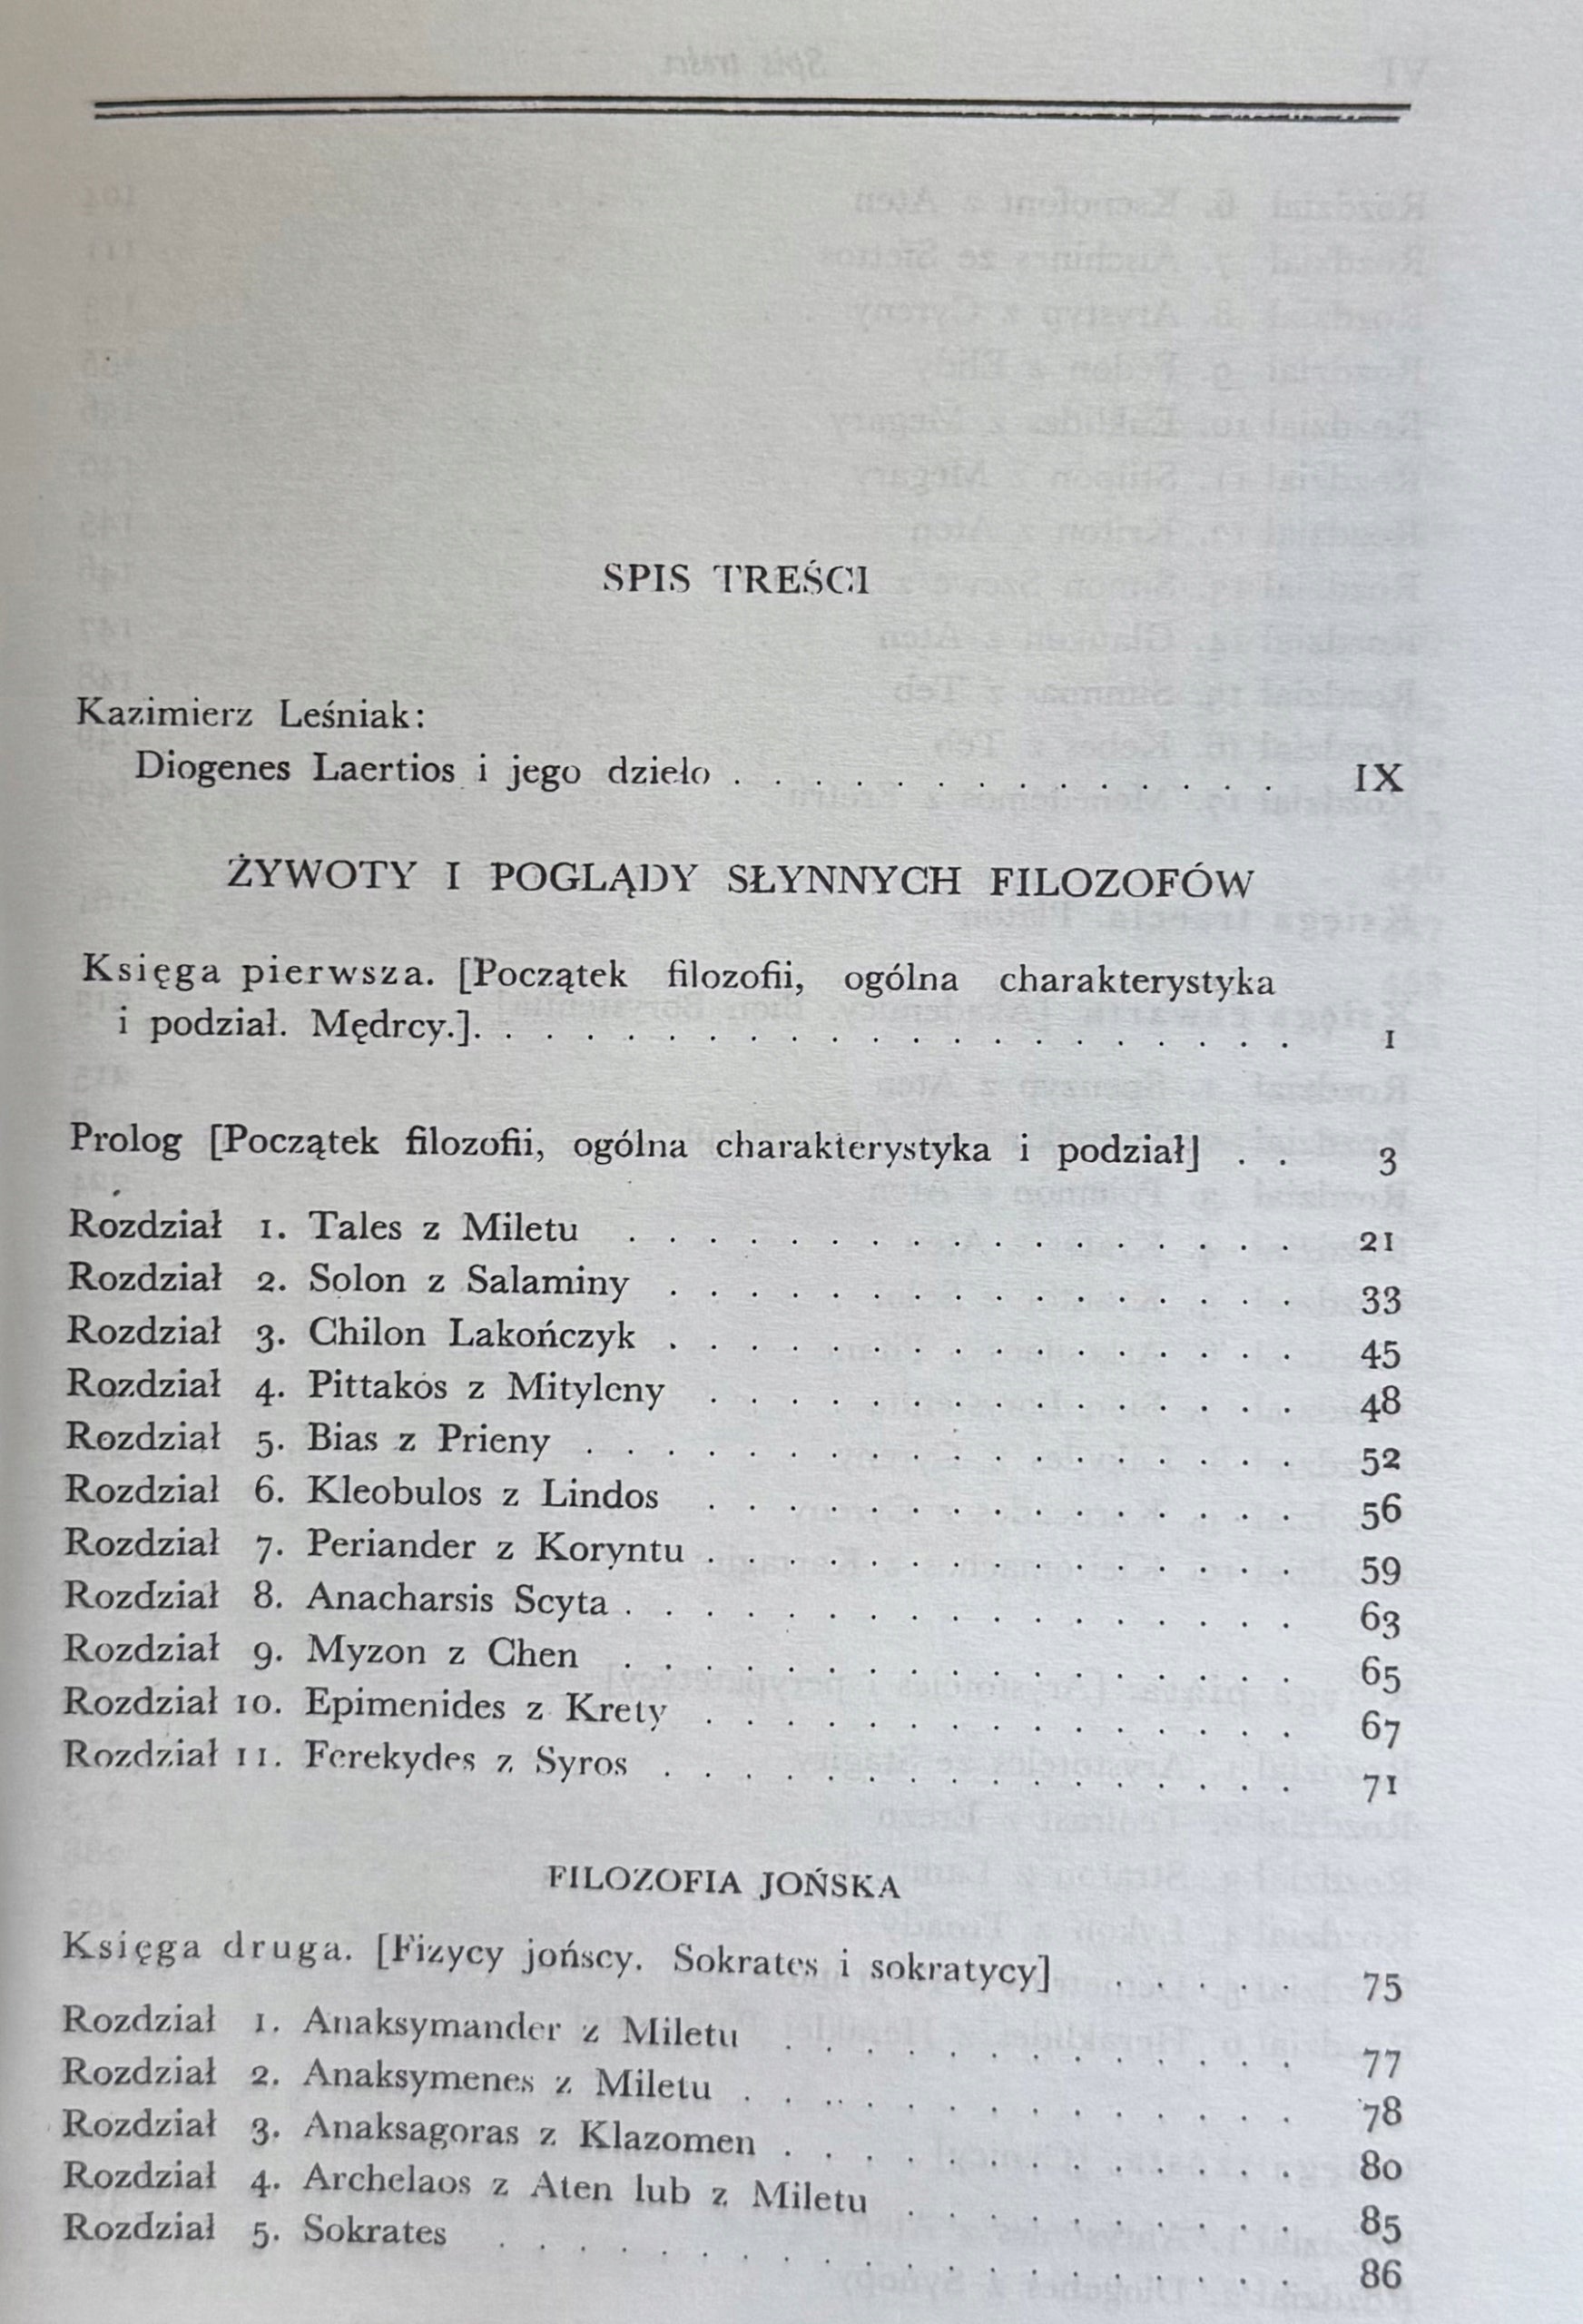 SPIS TREŚCI
Kazimierz Leśniak:
Diogenes Laertios i jego dzieło . . . . . . . . . . . . . . IX
ŻYWOTY I POGLĄDY SŁYNNYCH FILOZOFÓW
Księga pierwsza. [Początek filozofii, ogólna charakterystyka
i podział. Mędrcy.]. . . . . . . . . . . . . . . . . . . . . 1
Prolog [Początek filozofii, ogólna charakterystyka i podział] . . 3
Rozdział 1. Tales z Miletu . . . . . . . . . . . . . . . . . 21
Rozdział 2. Solon z Salaminy . . . . . . . . . . . . . . . . 33
Rozdział 3. Chilon Lakończyk . . . . . . . . . . . . . . . . 45
Rozdział 4. Pittakos z Mityleny . . . . . . . . . . . . . . . 48
Rozdział 5. Bias z Prieny . . . . . . . . . . . . . . . . . . 52
Rozdział 6. Kleobulos z Lindos . . . . . . . . . . . . . . . 56
Rozdział 7. Periander z Koryntu . . . . . . . . . . . . . . . 59
Rozdział 8. Anacharsis Scyta . . . . . . . . . . . . . . . . . 63
Rozdział 9. Myzon z Chen . . . . . . . . . . . . . . . . . 65
Rozdział 10. Epimenides z Krety . . . . . . . . . . . . . . . 67
Rozdział 11. Ferekydes z Syros . . . . . . . . . . . . . . . . 71
FILOZOFIA JOŃSKA
Księga druga. [Fizycy jońscy. Sokrates i sokratycy] . . . . . 75
Rozdział 1. Anaksymander z Miletu . . . . . . . . . . . . . 77
Rozdział 2. Anaksymenes z Miletu . . . . . . . . . . . . . . 78
Rozdział 3. Anaksagoras z Klazomen . . . . . . . . . . . . . 80
Rozdział 4. Archelaos z Aten lub z Miletu . . . . . . . . . . 85
Rozdział 5. Sokrates . . . . . . . . . . . . . . . . . . . . 86